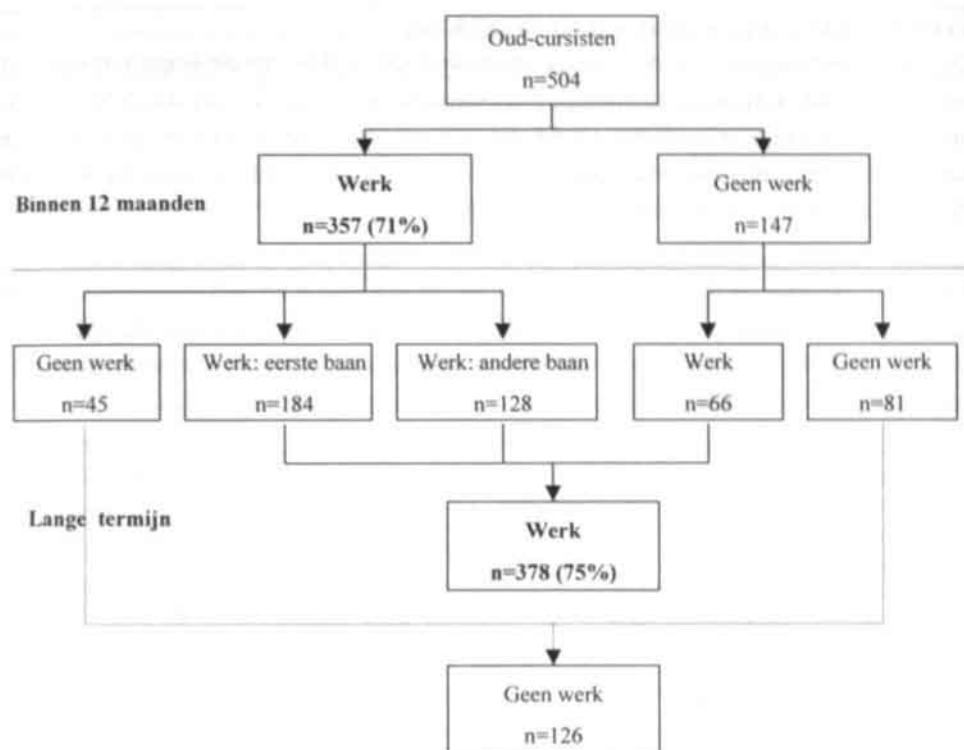 Oud-cursisten
n=504
Werk
n=357 (71%)
Geen werk
n=147
Binnen 12 maanden
Geen werk
n=45
Werk: eerste baan
n=184
Werk: andere baan
n=128
Werk
n=66
Geen werk
n=81
Lange termijn
Werk
n=378 (75%)
Geen werk
n=126